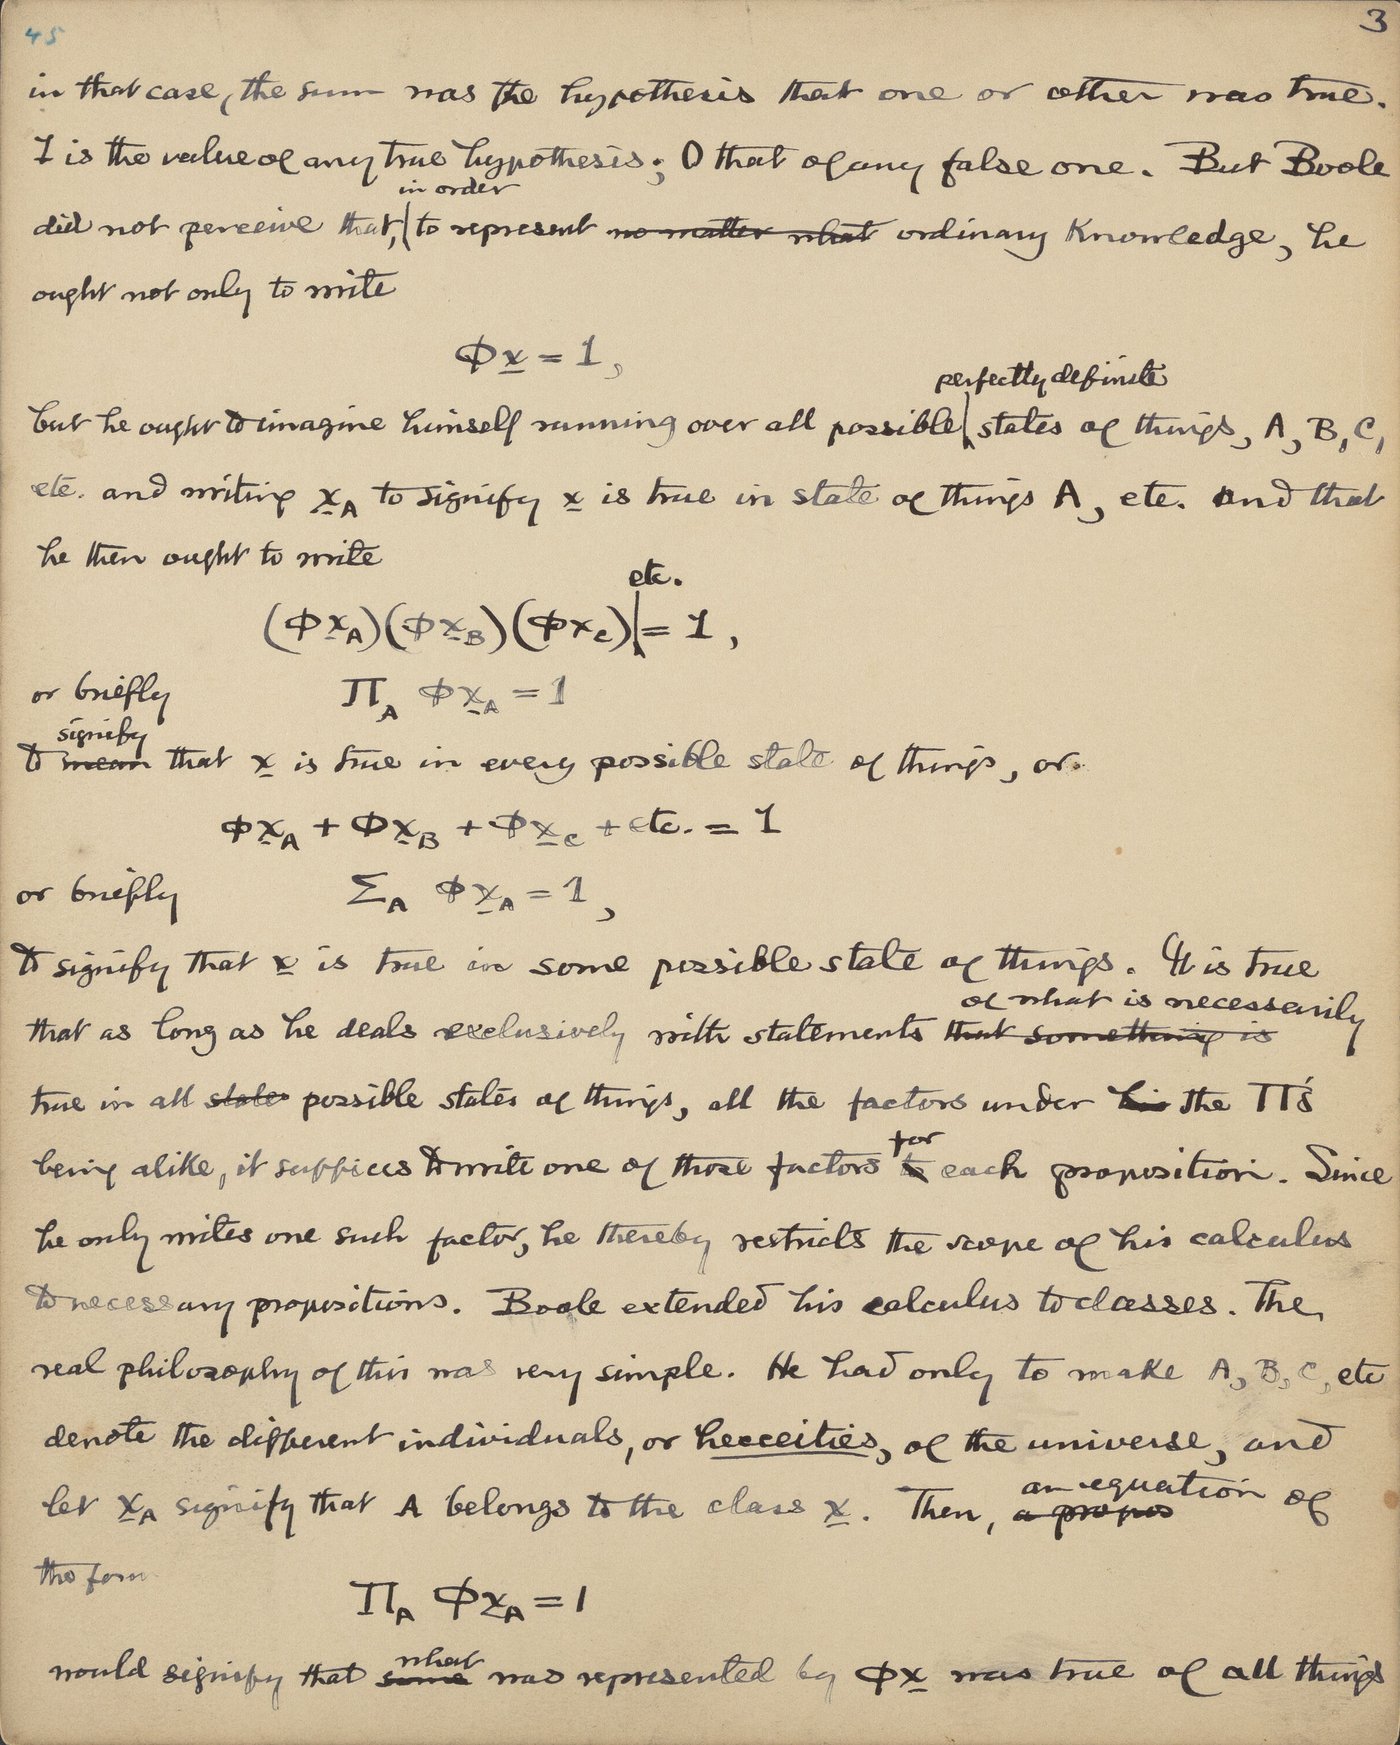 45
3
in that case, the sum was the hypothesis that one or other was true.
1 is the value of any true hypothesis; 0 that of any false one. But Boole
in order
did not perceive that, to represent no matter what ordinary knowledge, he
ought not only to write
Φx = 1,
perfectly definite
but he ought to imagine himself running over all possible states of things, A, B, C,
etc. and writing x_A to signify x is true in state of things A, etc. and that
he then ought to write
etc.
(Φx_A)(Φx_B)(Φx_C) = 1,
or briefly Π_A Φx_A = 1
signify
to mean that x is true in every possible state of things, or
Φx_A + Φx_B + Φx_C + etc. = 1
or briefly Σ_A Φx_A = 1,
to signify that x is true in some possible state of things. It is true
of what is necessarily
that as long as he deals exclusively with statements that something is
true in all state possible states of things, all the factors under his the Π's
for
being alike, it suffices to write one of those factors to each proposition. Since
he only writes one such factor, he thereby restricts the scope of his calculus
to necessary propositions. Boole extended his calculus to classes. The
real philosophy of this was very simple. He had only to make A, B, C, etc
denote the different individuals, or hecceities, of the universe, and
an equation
let x_A signify that A belongs to the class x. Then, a propos of
the form
Π_A Φx_A = 1
what
would signify that some was represented by Φx was true of all things